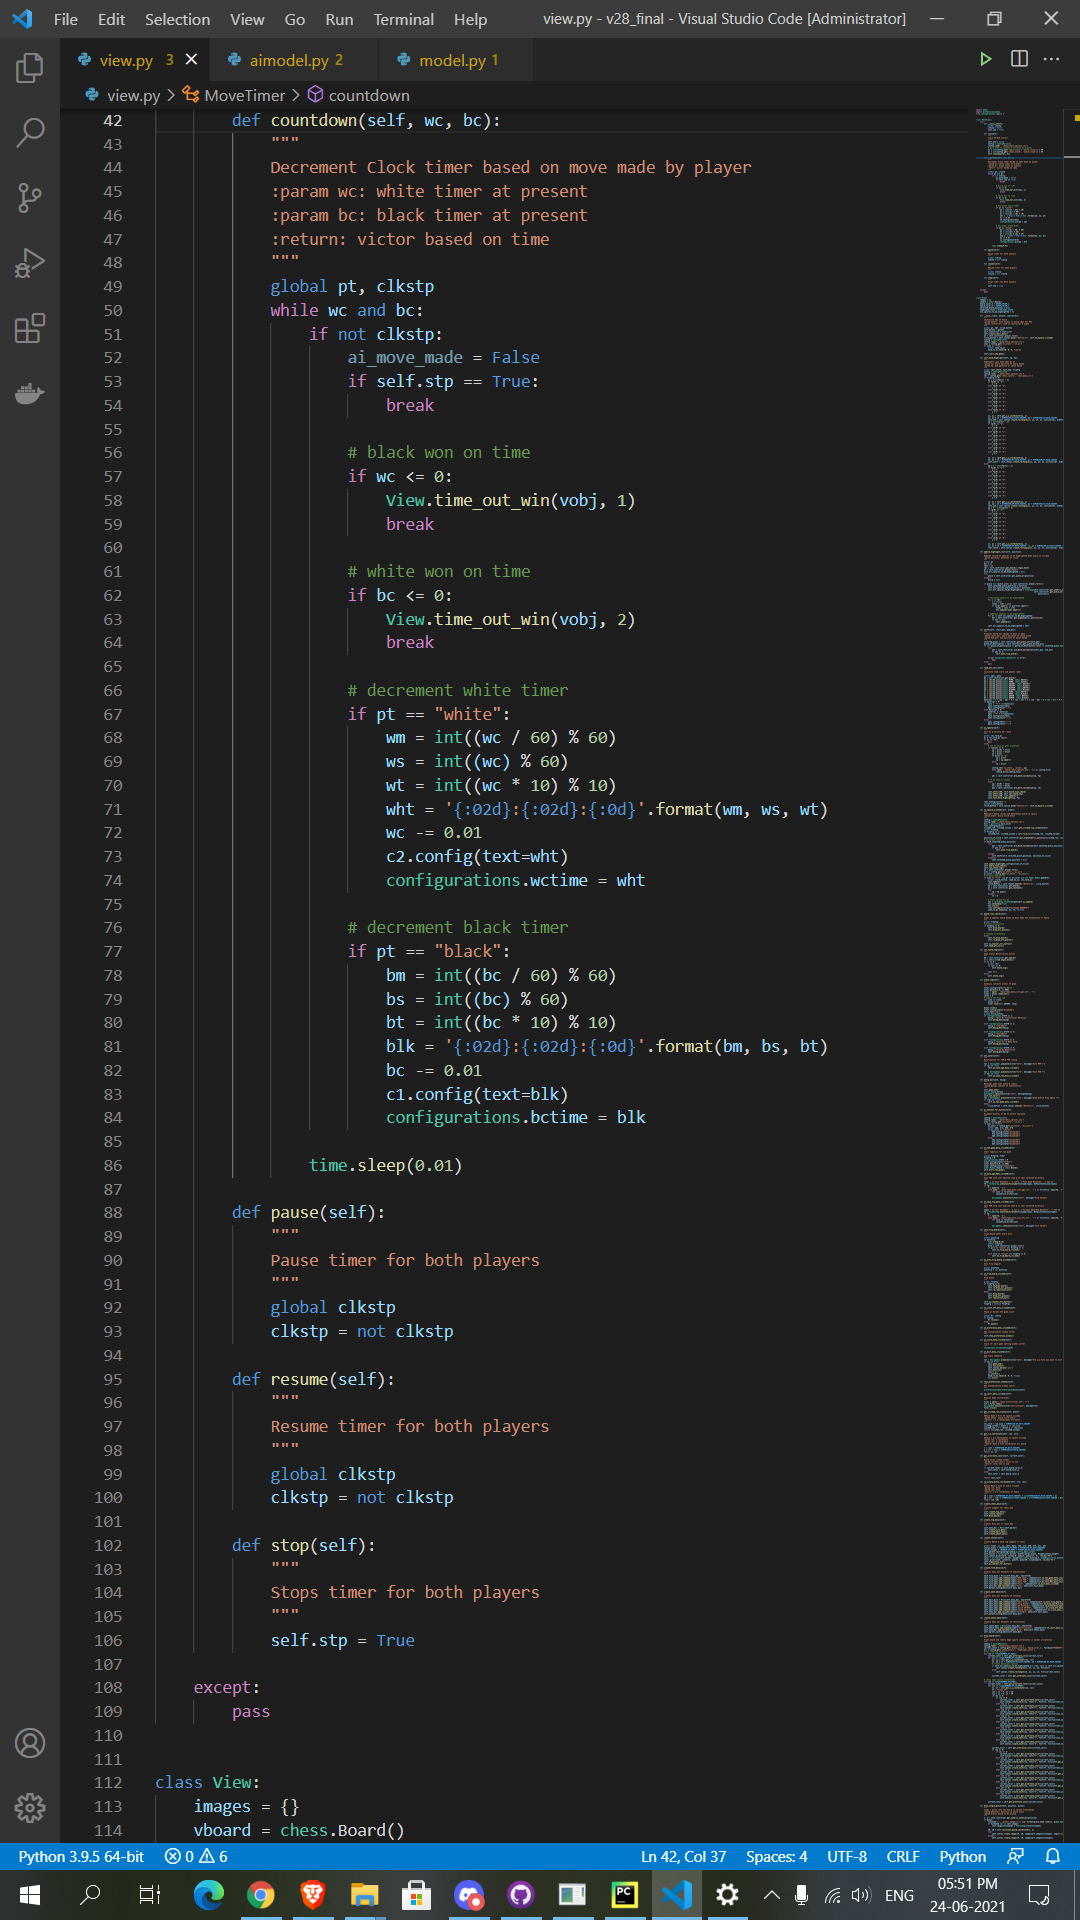 File Edit Selection View Go Run Terminal Help view.py - v28_final - Visual Studio Code [Administrator]
view.py 3 aimodel.py 2 model.py 1
view.py > MoveTimer > countdown
42 def countdown(self, wc, bc):
43 """
44 Decrement Clock timer based on move made by player
45 :param wc: white timer at present
46 :param bc: black timer at present
47 :return: victor based on time
48 """
49 global pt, clkstp
50 while wc and bc:
51 if not clkstp:
52 ai_move_made = False
53 if self.stp == True:
54 break
55
56 # black won on time
57 if wc <= 0:
58 View.time_out_win(vobj, 1)
59 break
60
61 # white won on time
62 if bc <= 0:
63 View.time_out_win(vobj, 2)
64 break
65
66 # decrement white timer
67 if pt == "white":
68 wm = int((wc / 60) % 60)
69 ws = int((wc) % 60)
70 wt = int((wc * 10) % 10)
71 wht = '{:02d}:{:02d}:{:0d}'.format(wm, ws, wt)
72 wc -= 0.01
73 c2.config(text=wht)
74 configurations.wctime = wht
75
76 # decrement black timer
77 if pt == "black":
78 bm = int((bc / 60) % 60)
79 bs = int((bc) % 60)
80 bt = int((bc * 10) % 10)
81 blk = '{:02d}:{:02d}:{:0d}'.format(bm, bs, bt)
82 bc -= 0.01
83 c1.config(text=blk)
84 configurations.bctime = blk
85
86 time.sleep(0.01)
87
88 def pause(self):
89 """
90 Pause timer for both players
91 """
92 global clkstp
93 clkstp = not clkstp
94
95 def resume(self):
96 """
97 Resume timer for both players
98 """
99 global clkstp
100 clkstp = not clkstp
101
102 def stop(self):
103 """
104 Stops timer for both players
105 """
106 self.stp = True
107
108 except:
109 pass
110
111
112 class View:
113 images = {}
114 vboard = chess.Board()
Python 3.9.5 64-bit 0 6 Ln 42, Col 37 Spaces: 4 UTF-8 CRLF Python
PC ENG 05:51 PM
24-06-2021